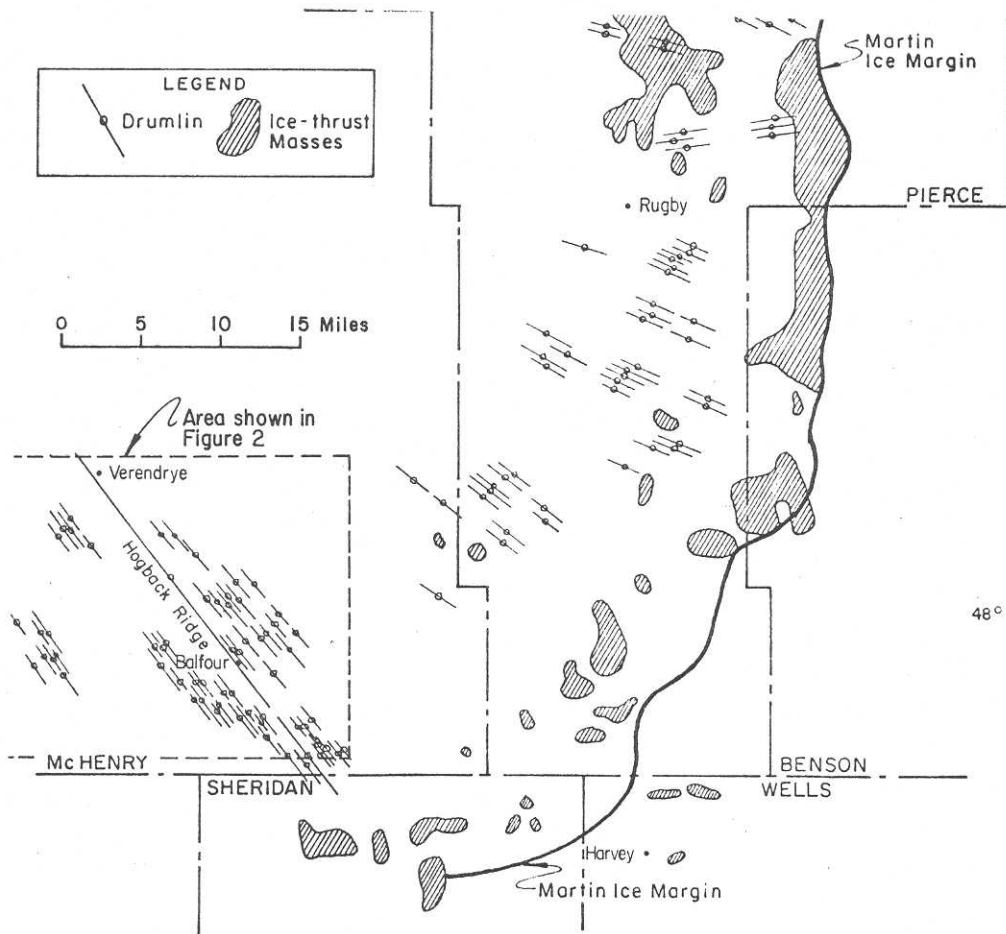 Martin
Ice Margin
LEGEND
Drumlin
Ice-thrust
Masses
Rugby
PIERCE
0 5 10 15 Miles
Area shown in
Figure 2
Verendrye
Hogback Ridge
Balfour
48°
McHENRY
BENSON
SHERIDAN
WELLS
Harvey
Martin Ice Margin